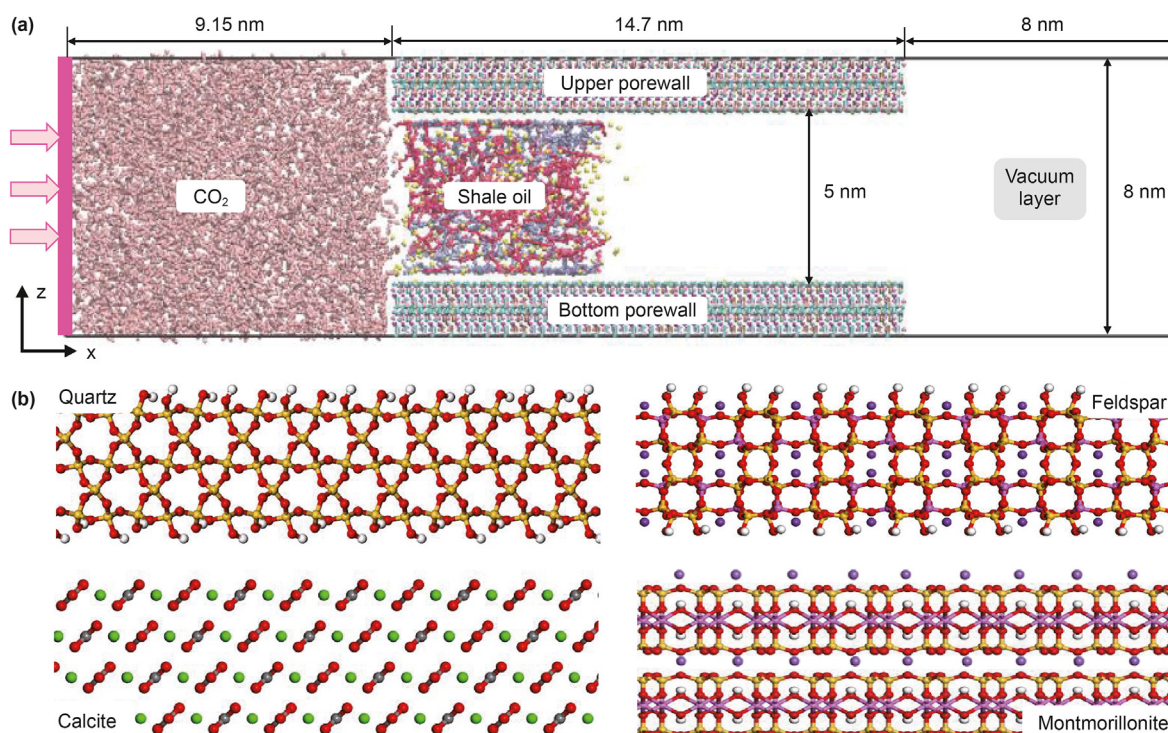 (a)
9.15 nm
14.7 nm
8 nm
Upper porewall
CO₂
Shale oil
5 nm
Vacuum
layer
8 nm
Bottom porewall
z
x
(b)
Quartz
Feldspar
Calcite
Montmorillonite